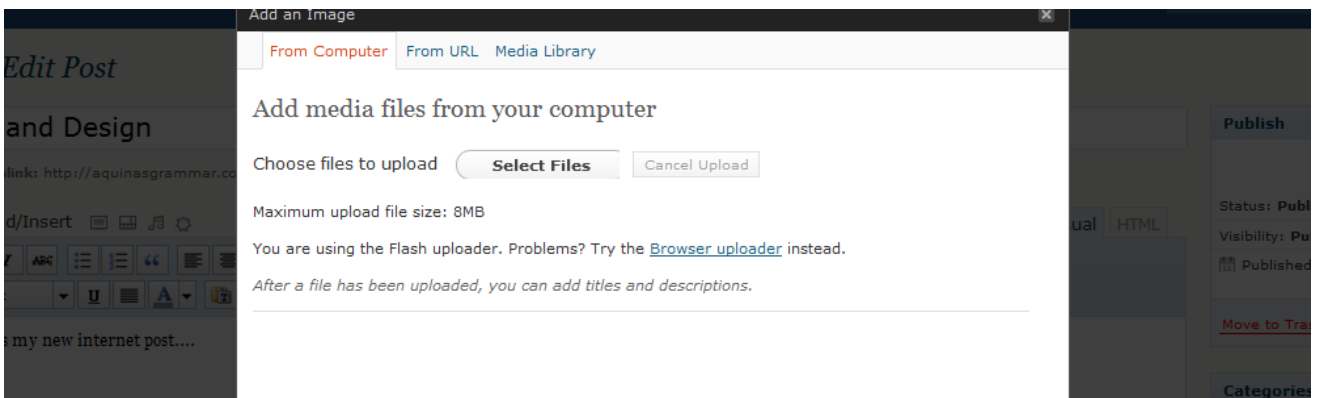 Add an Image
From Computer From URL Media Library
Edit Post
Add media files from your computer
and Design
Publish
Choose files to upload Select Files Cancel Upload
link: http://aquinasgrammar.co
Maximum upload file size: 8MB
Status: Publ
d/Insert
ual HTML
Visibility: Pu
You are using the Flash uploader. Problems? Try the Browser uploader instead.
ABC
Published
After a file has been uploaded, you can add titles and descriptions.
U A
Move to Tra
s my new internet post....
Categories